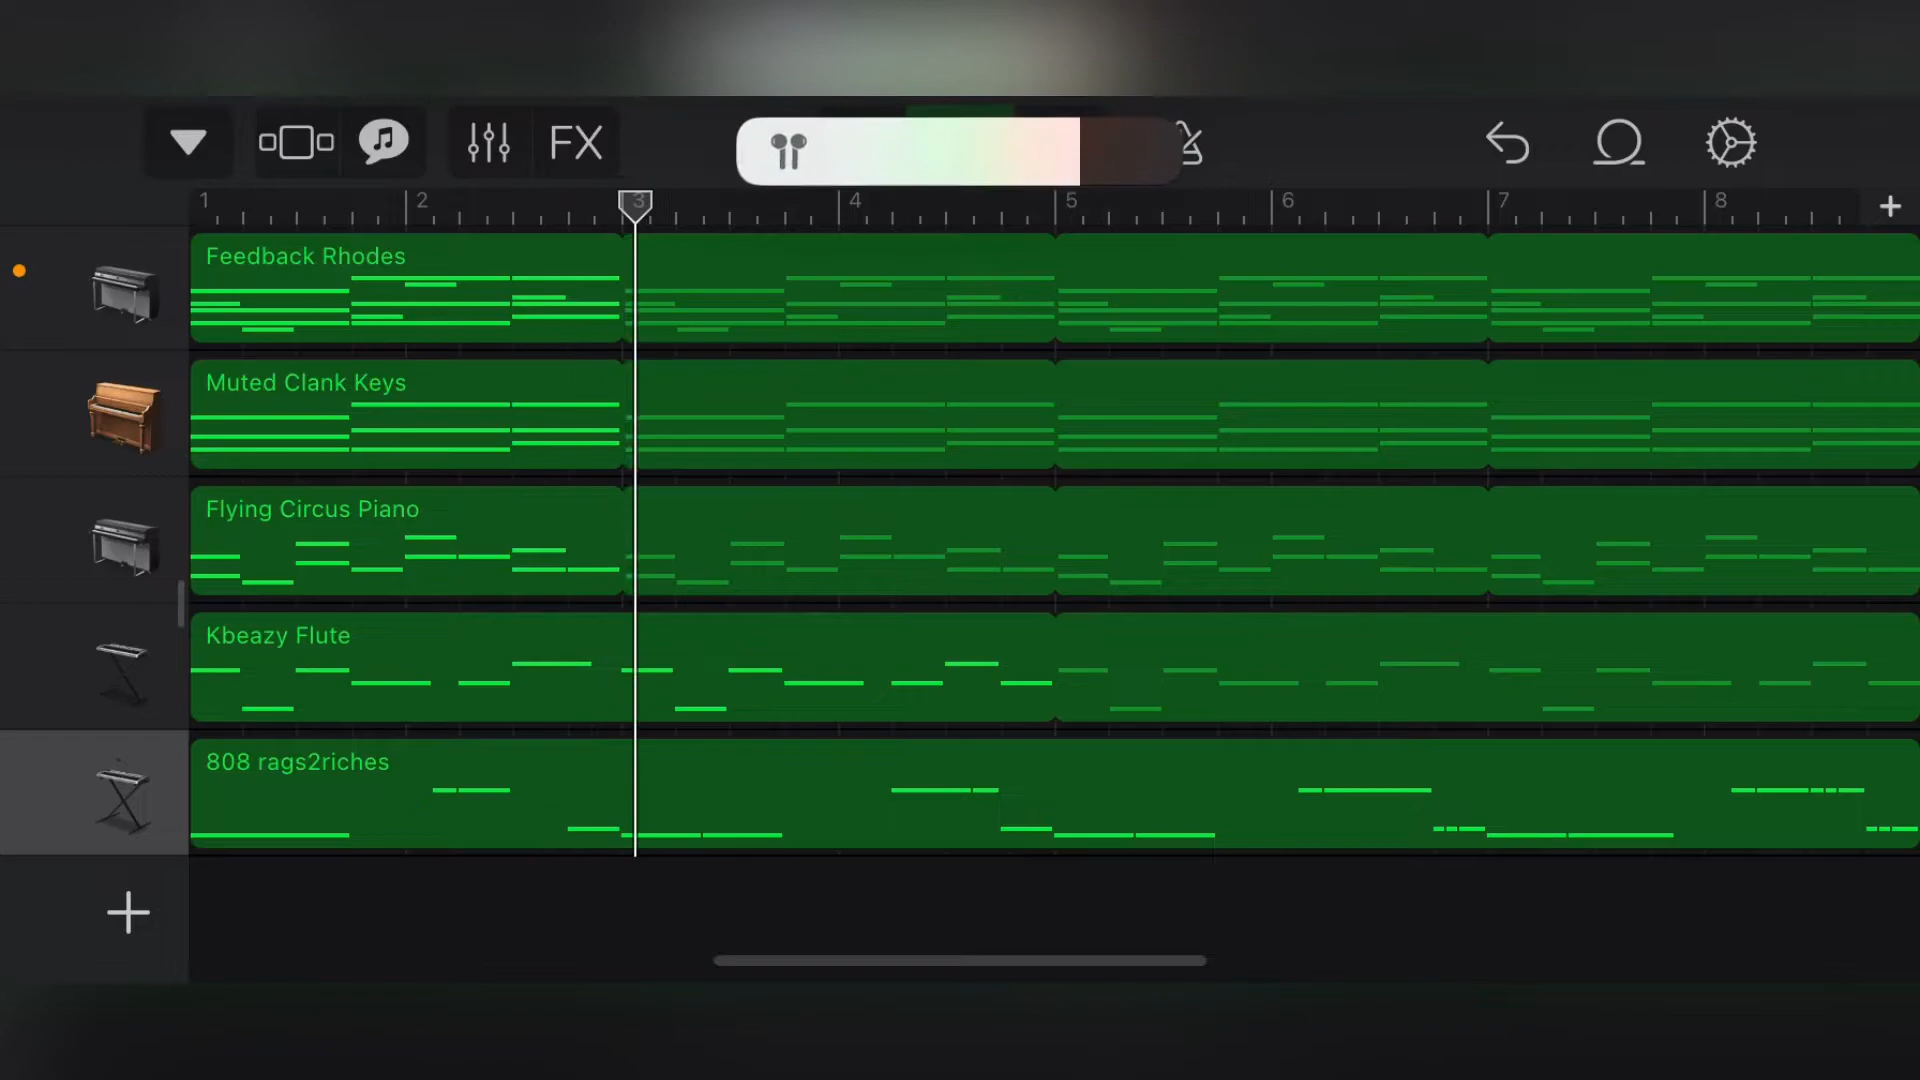 FX
1 2 3 4 5 6 7 8
Feedback Rhodes
Muted Clank Keys
Flying Circus Piano
Kbeazy Flute
808 rags2riches